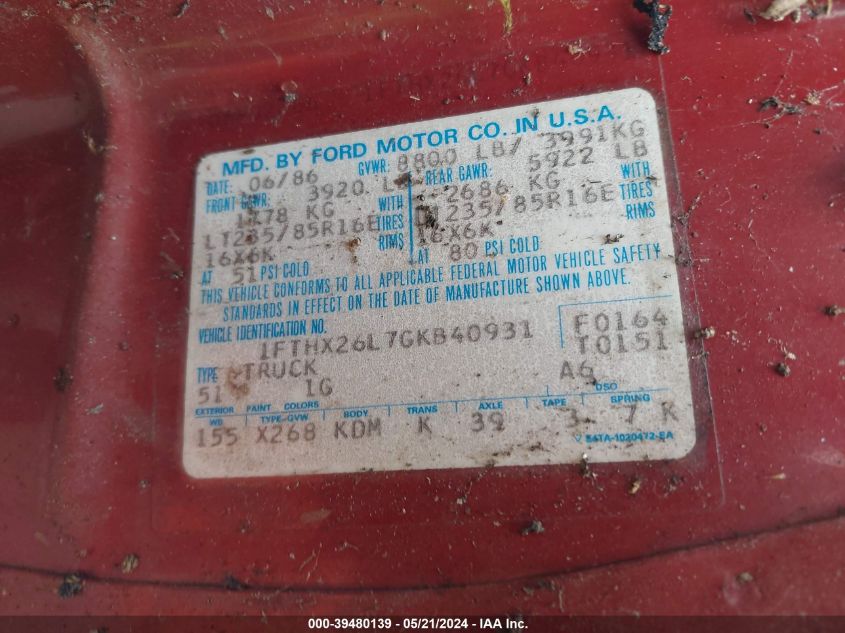 MFD. BY FORD MOTOR CO. IN U.S.A.
DATE: 06/86 GVWR: 8800 LB/ 3991KG
FRONT GAWR: 3920 LB REAR GAWR: 5922 LB
1778 KG WITH 2686 KG WITH
LT235/85R16E TIRES LT235/85R16E TIRES
16X6K RIMS 16X6K RIMS
AT 51 PSI COLD AT 80 PSI COLD
THIS VEHICLE CONFORMS TO ALL APPLICABLE FEDERAL MOTOR VEHICLE SAFETY
STANDARDS IN EFFECT ON THE DATE OF MANUFACTURE SHOWN ABOVE.
VEHICLE IDENTIFICATION NO. F0164
1FTHX26L7GKB40931 T0151
TYPE TRUCK
51 1G A6
EXTERIOR PAINT COLORS DSO
WB TYPE-GVW BODY TRANS AXLE TAPE SPRING
155 X268 KDM K 39 3 7 K
E4TA-1020472-EA
000-39480139 - 05/21/2024 - IAA Inc.